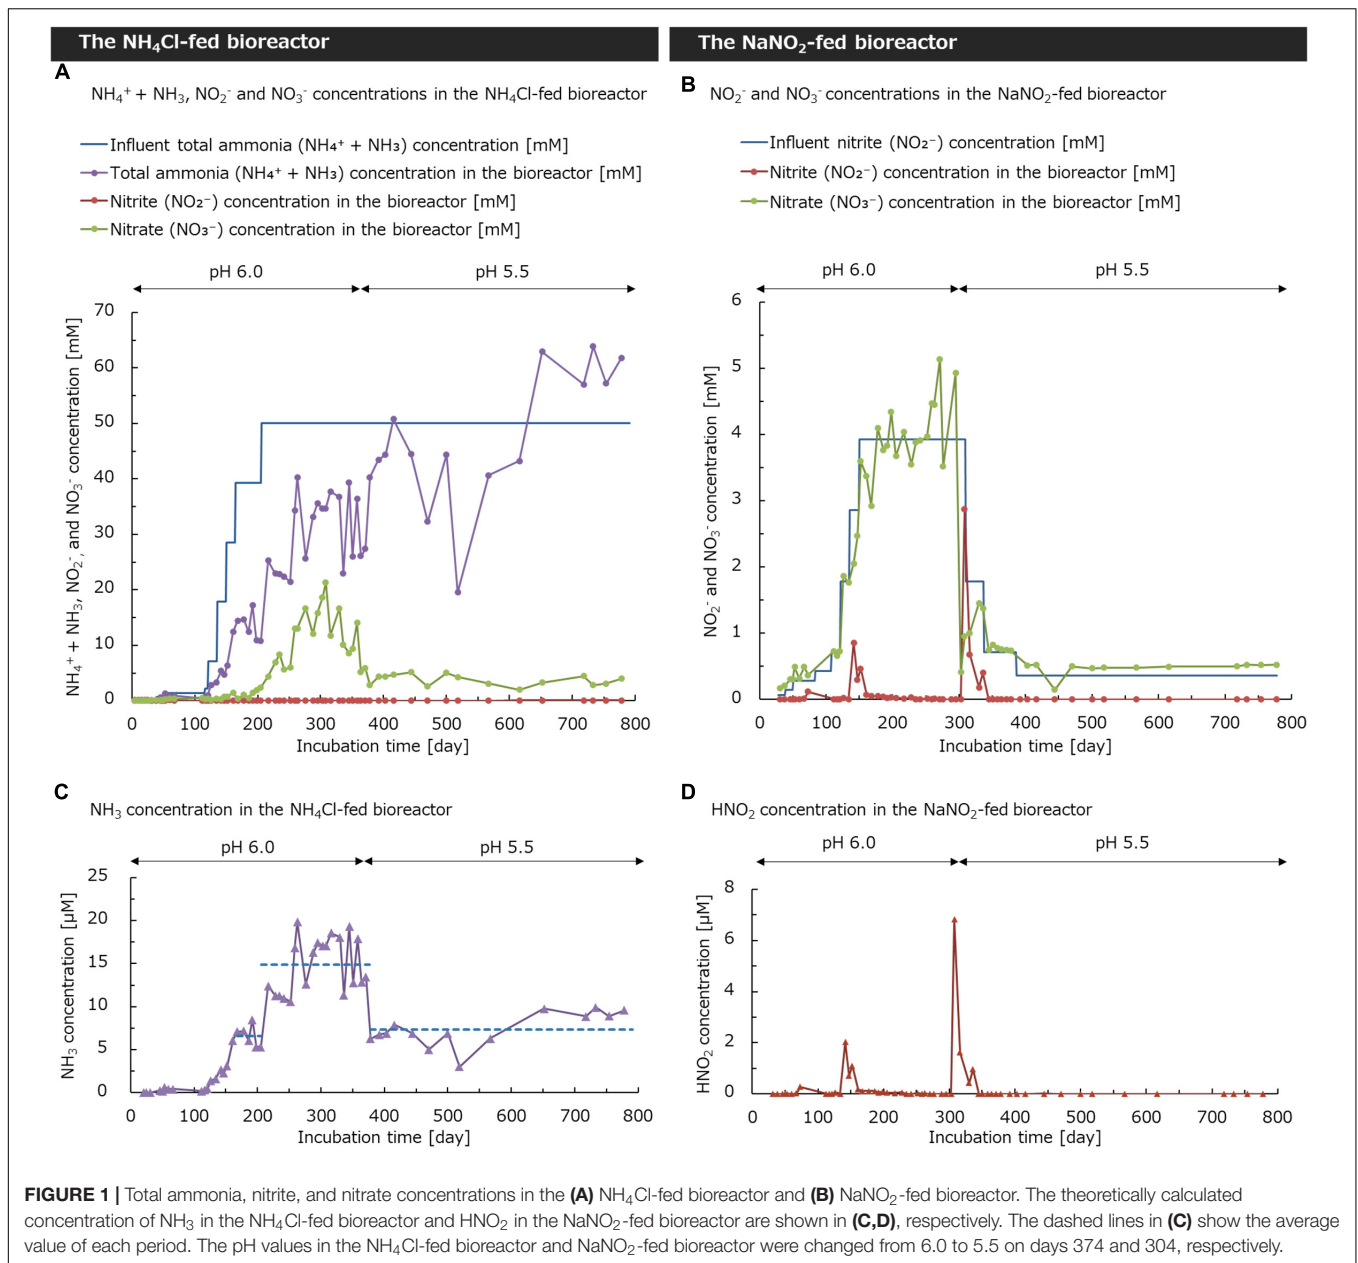 The NH₄Cl-fed bioreactor
The NaNO₂-fed bioreactor
A
NH₄⁺ + NH₃, NO₂⁻ and NO₃⁻ concentrations in the NH₄Cl-fed bioreactor
Influent total ammonia (NH₄⁺ + NH₃) concentration [mM]
Total ammonia (NH₄⁺ + NH₃) concentration in the bioreactor [mM]
Nitrite (NO₂⁻) concentration in the bioreactor [mM]
Nitrate (NO₃⁻) concentration in the bioreactor [mM]
pH 6.0 pH 5.5
NH₄⁺ + NH₃, NO₂⁻, and NO₃⁻ concentration [mM]
70
60
50
40
30
20
10
0
0 100 200 300 400 500 600 700 800
Incubation time [day]
B
NO₂⁻ and NO₃⁻ concentrations in the NaNO₂-fed bioreactor
Influent nitrite (NO₂⁻) concentration [mM]
Nitrite (NO₂⁻) concentration in the bioreactor [mM]
Nitrate (NO₃⁻) concentration in the bioreactor [mM]
pH 6.0 pH 5.5
NO₂⁻ and NO₃⁻ concentration [mM]
6
5
4
3
2
1
0
0 100 200 300 400 500 600 700 800
Incubation time [day]
C
NH₃ concentration in the NH₄Cl-fed bioreactor
pH 6.0 pH 5.5
NH₃ concentration [µM]
25
20
15
10
5
0
0 100 200 300 400 500 600 700 800
Incubation time [day]
D
HNO₂ concentration in the NaNO₂-fed bioreactor
pH 6.0 pH 5.5
HNO₂ concentration [µM]
8
6
4
2
0
0 100 200 300 400 500 600 700 800
Incubation time [day]
FIGURE 1 | Total ammonia, nitrite, and nitrate concentrations in the (A) NH₄Cl-fed bioreactor and (B) NaNO₂-fed bioreactor. The theoretically calculated
concentration of NH₃ in the NH₄Cl-fed bioreactor and HNO₂ in the NaNO₂-fed bioreactor are shown in (C,D), respectively. The dashed lines in (C) show the average
value of each period. The pH values in the NH₄Cl-fed bioreactor and NaNO₂-fed bioreactor were changed from 6.0 to 5.5 on days 374 and 304, respectively.